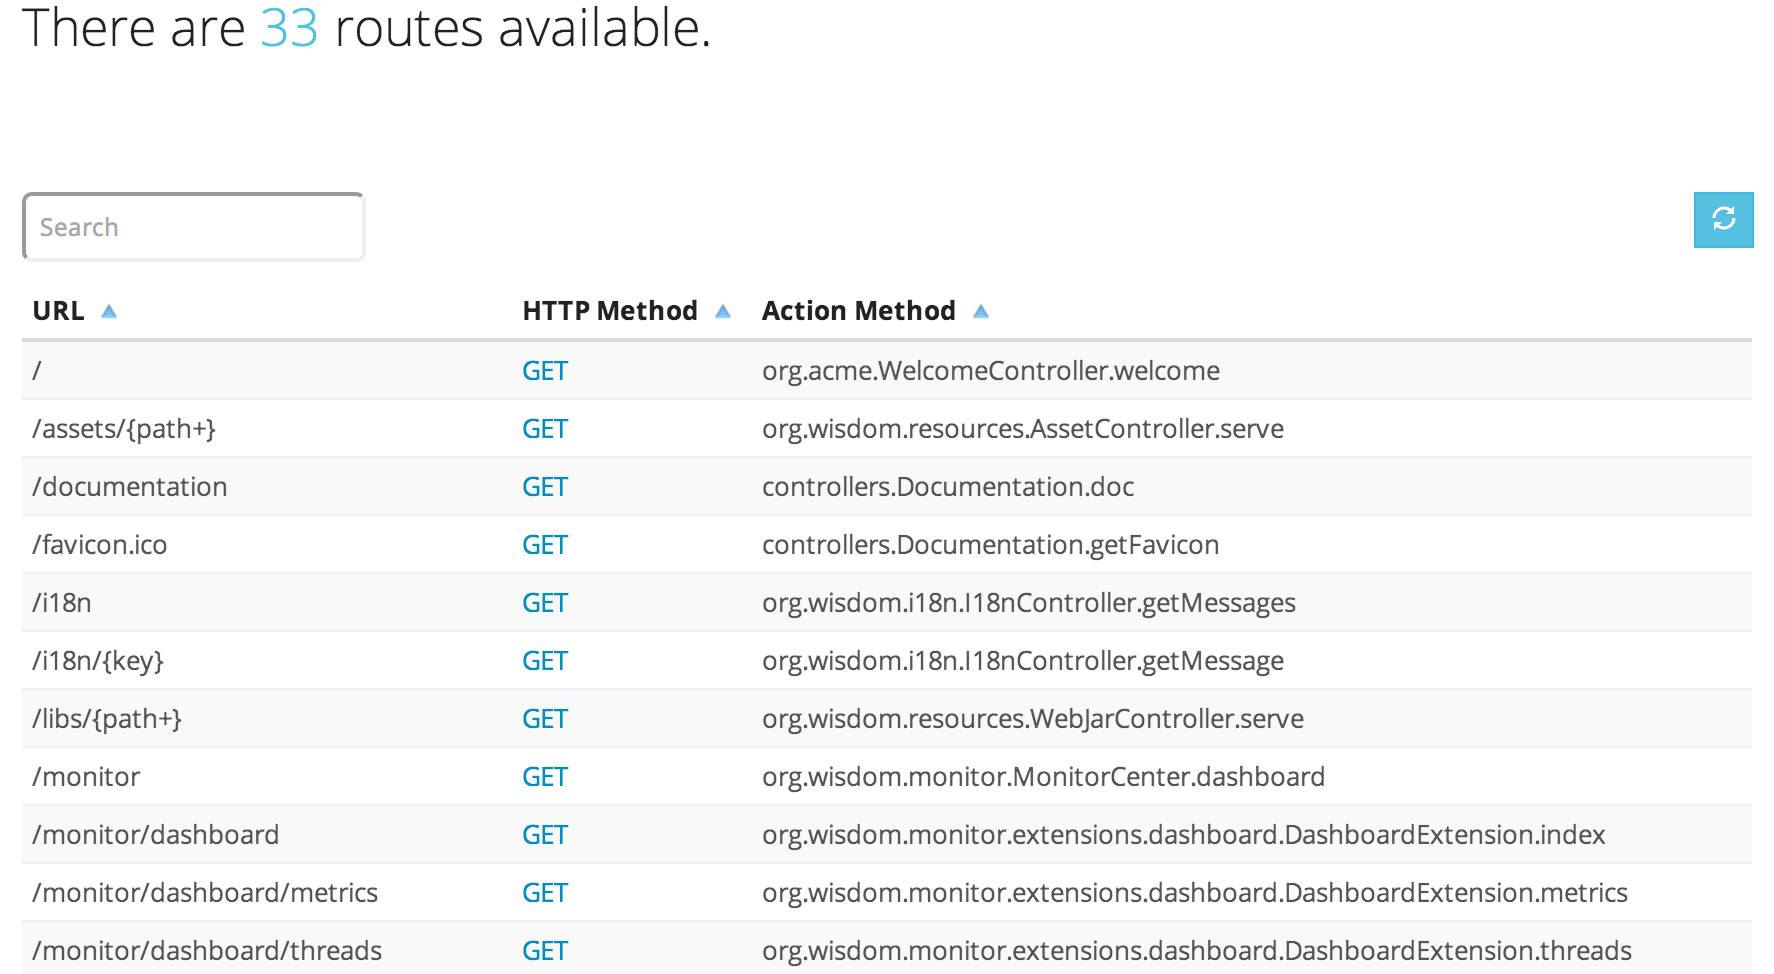 There are 33 routes available.
Search
URL HTTP Method Action Method
/ GET org.acme.WelcomeController.welcome
/assets/{path+} GET org.wisdom.resources.AssetController.serve
/documentation GET controllers.Documentation.doc
/favicon.ico GET controllers.Documentation.getFavicon
/i18n GET org.wisdom.i18n.I18nController.getMessages
/i18n/{key} GET org.wisdom.i18n.I18nController.getMessage
/libs/{path+} GET org.wisdom.resources.WebJarController.serve
/monitor GET org.wisdom.monitor.MonitorCenter.dashboard
/monitor/dashboard GET org.wisdom.monitor.extensions.dashboard.DashboardExtension.index
/monitor/dashboard/metrics GET org.wisdom.monitor.extensions.dashboard.DashboardExtension.metrics
/monitor/dashboard/threads GET org.wisdom.monitor.extensions.dashboard.DashboardExtension.threads